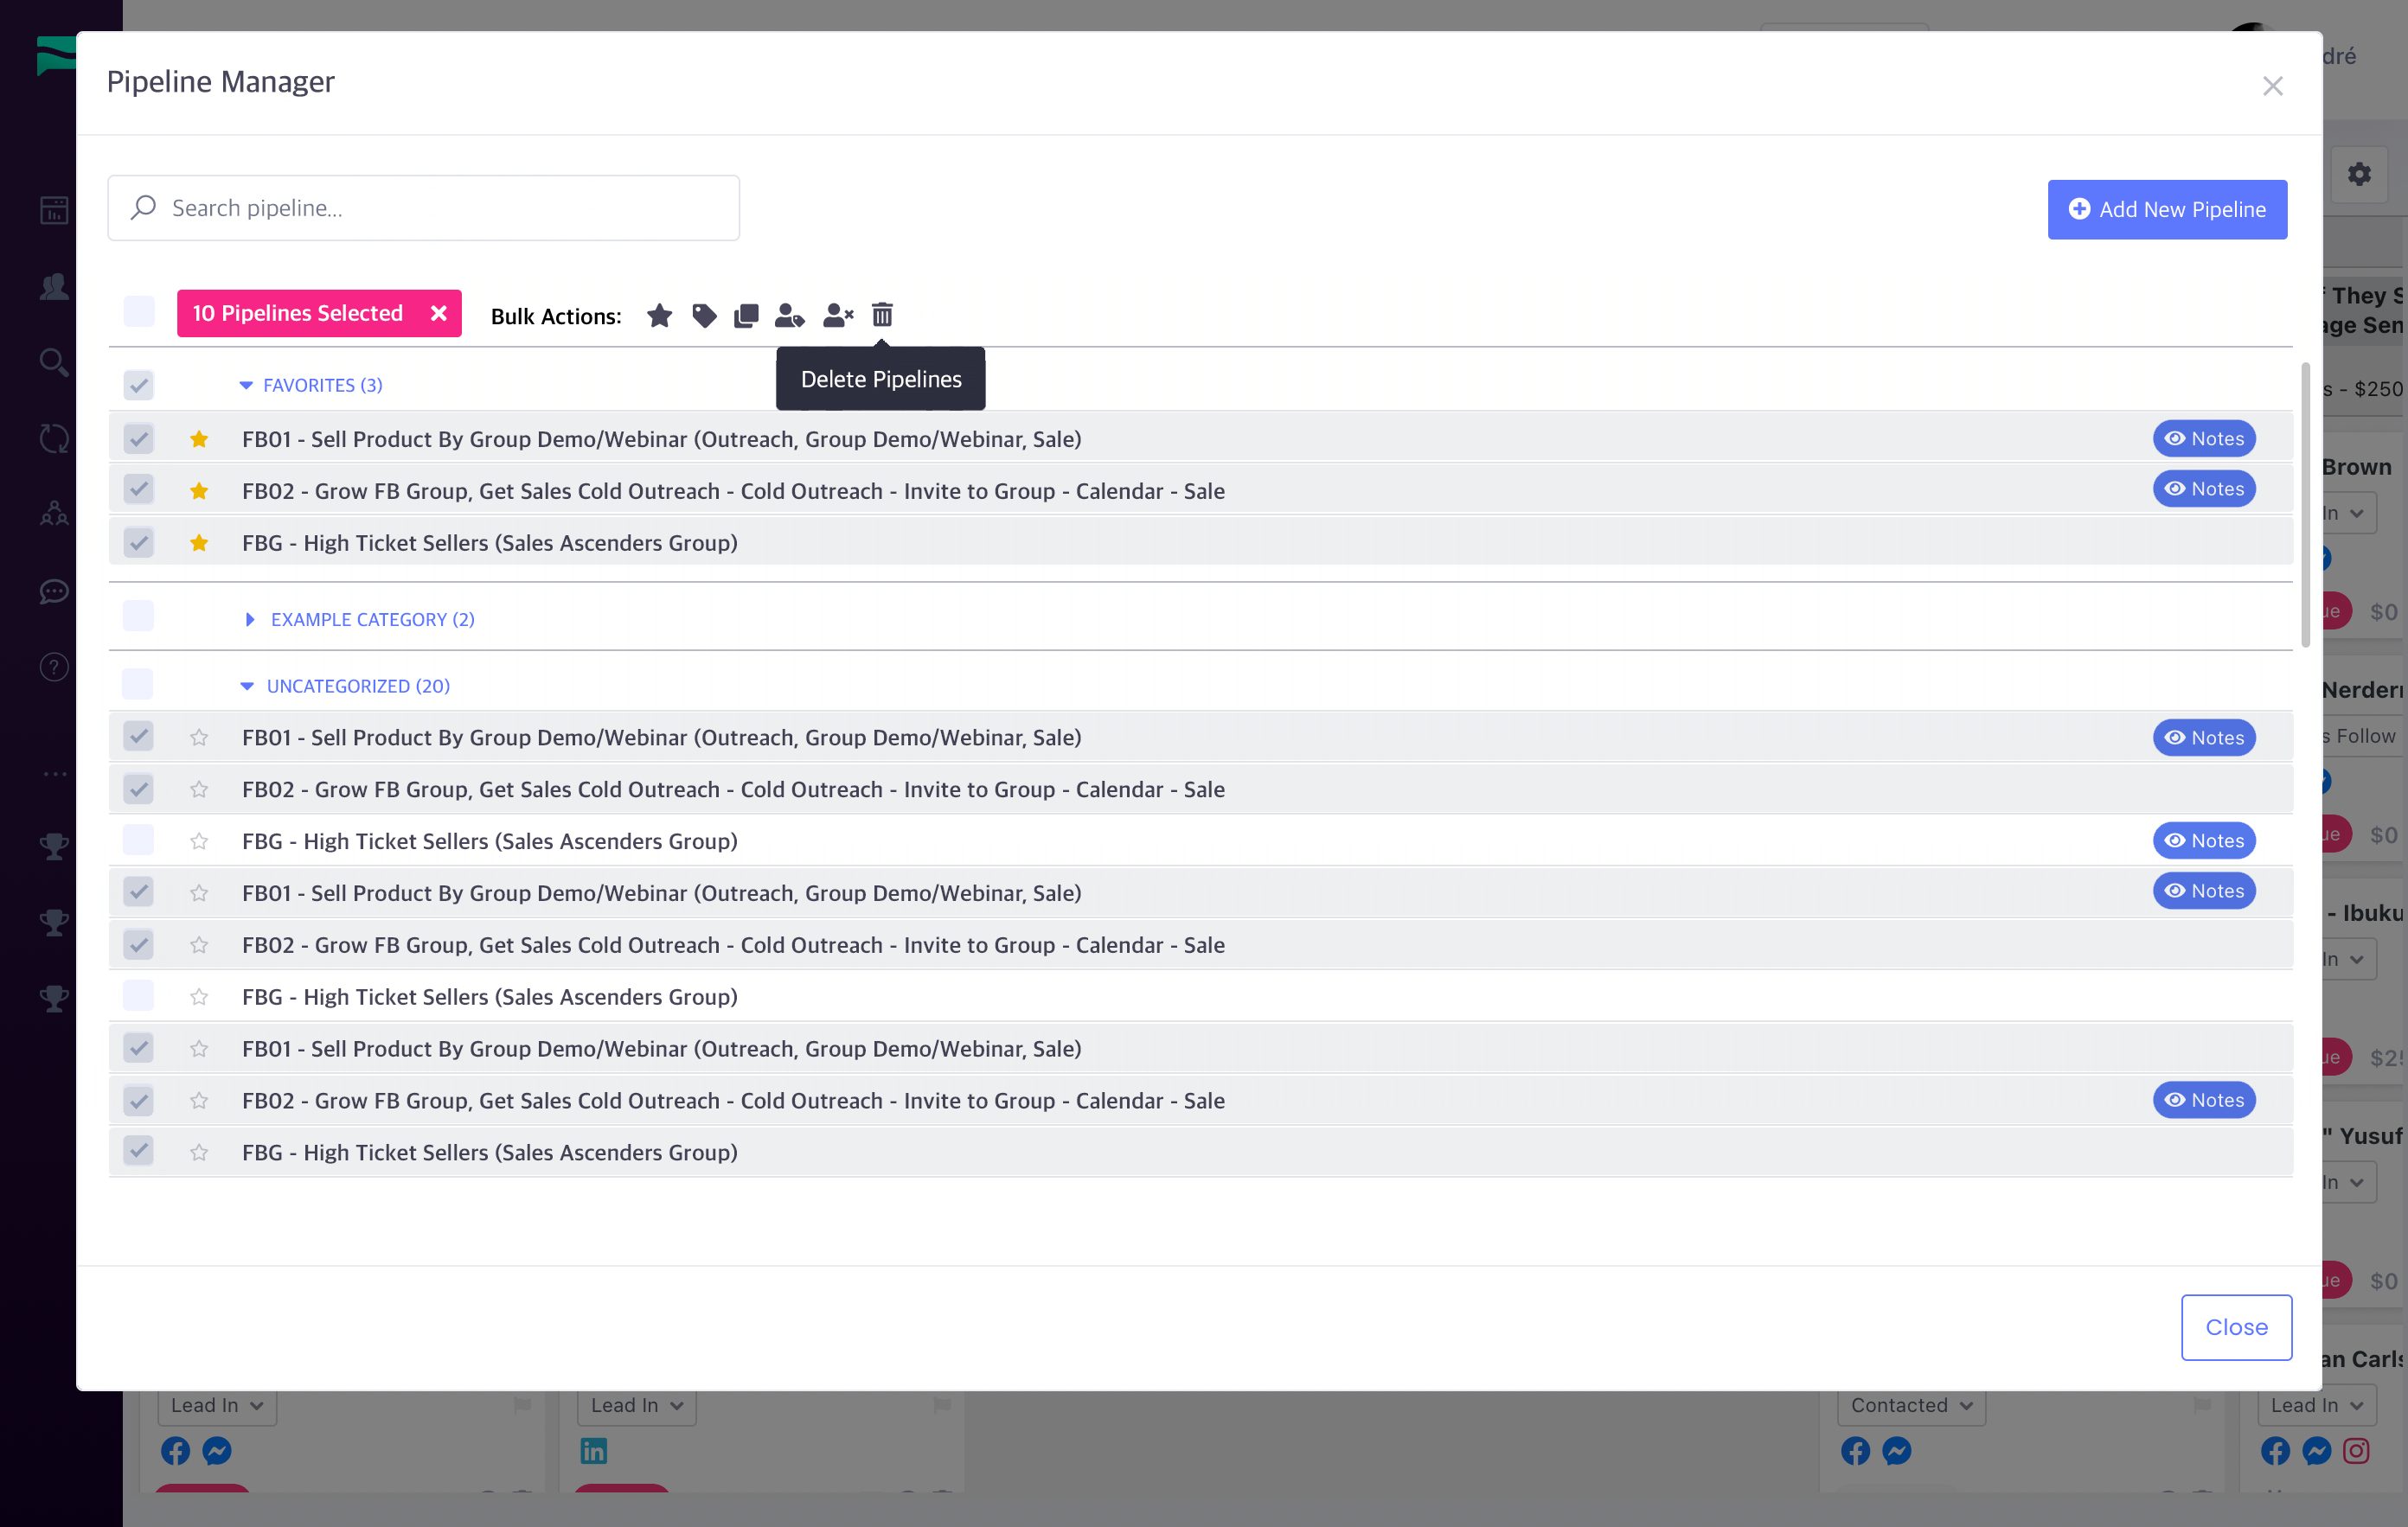 dré
Pipeline Manager
Search pipeline...
Add New Pipeline
10 Pipelines Selected
Bulk Actions:
Delete Pipelines
FAVORITES (3)
FB01 - Sell Product By Group Demo/Webinar (Outreach, Group Demo/Webinar, Sale)
Notes
FB02 - Grow FB Group, Get Sales Cold Outreach - Cold Outreach - Invite to Group - Calendar - Sale
Notes
FBG - High Ticket Sellers (Sales Ascenders Group)
EXAMPLE CATEGORY (2)
UNCATEGORIZED (20)
FB01 - Sell Product By Group Demo/Webinar (Outreach, Group Demo/Webinar, Sale)
Notes
FB02 - Grow FB Group, Get Sales Cold Outreach - Cold Outreach - Invite to Group - Calendar - Sale
FBG - High Ticket Sellers (Sales Ascenders Group)
Notes
FB01 - Sell Product By Group Demo/Webinar (Outreach, Group Demo/Webinar, Sale)
Notes
FB02 - Grow FB Group, Get Sales Cold Outreach - Cold Outreach - Invite to Group - Calendar - Sale
FBG - High Ticket Sellers (Sales Ascenders Group)
FB01 - Sell Product By Group Demo/Webinar (Outreach, Group Demo/Webinar, Sale)
FB02 - Grow FB Group, Get Sales Cold Outreach - Cold Outreach - Invite to Group - Calendar - Sale
Notes
FBG - High Ticket Sellers (Sales Ascenders Group)
Close
They S
age Sen
s - $250
Brown
In
ue $0
Nerder
s Follow
ue $0
- Ibuku
In
ue $25
" Yusuf
In
ue $0
an Carls
Lead In
Lead In
Contacted
Lead In